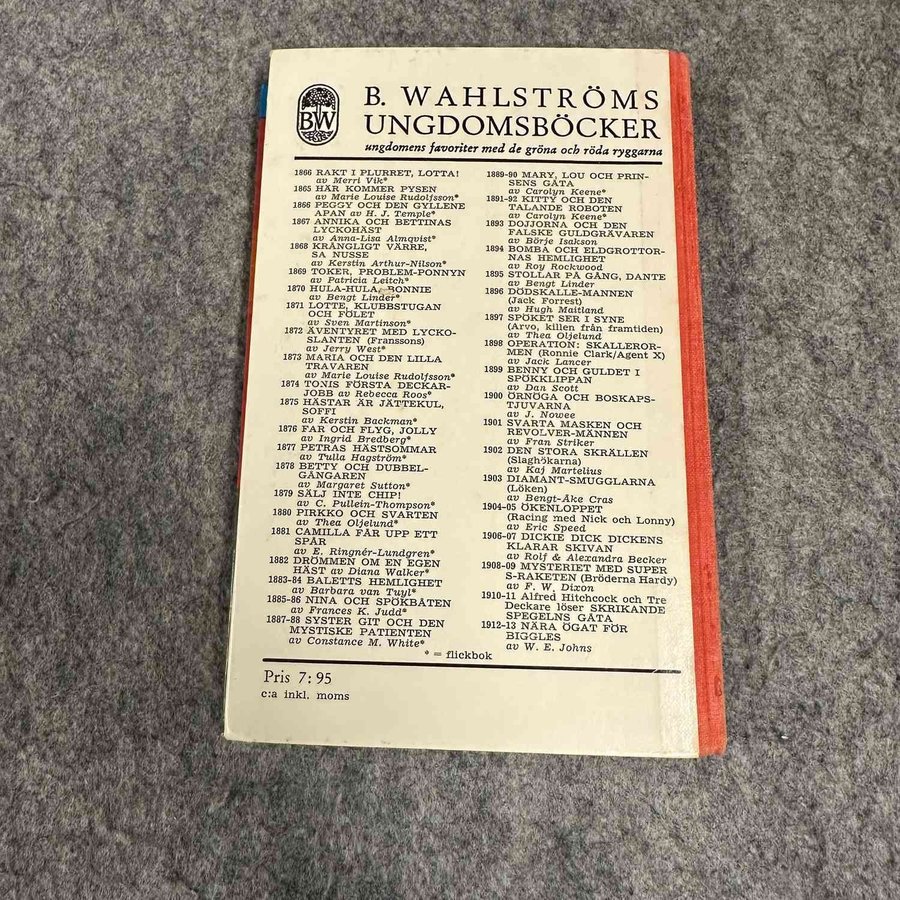 BW
B. WAHLSTRÖMS
UNGDOMSBÖCKER
ungdomens favoriter med de gröna och röda ryggarna
1866 RAKT I PLURRET, LOTTA!
av Merri Vik*
1865 HÄR KOMMER PYSEN
av Marie Louise Rudolfsson*
1866 PEGGY OCH DEN GYLLENE
APAN av H. J. Temple*
1867 ANNIKA OCH BETTINAS
LYCKOHÄST
av Anna-Lisa Almqvist*
1868 KRÅNGLIGT VÄRRE,
SA NUSSE
av Kerstin Arthur-Nilson*
1869 TOKER, PROBLEM-PONNYN
av Patricia Leitch*
1870 HULA-HULA, BONNIE
av Bengt Linder*
1871 LOTTE, KLUBBSTUGAN
OCH FÖLET
av Sven Martinson*
1872 ÄVENTYRET MED LYCKO-
SLANTEN (Franssons)
av Jerry West*
1873 MARIA OCH DEN LILLA
TRAVAREN
av Marie Louise Rudolfsson*
1874 TONIS FÖRSTA DECKAR-
JOBB av Rebecca Roos*
1875 HÄSTAR ÄR JÄTTEKUL,
SOFFI
av Kerstin Backman*
1876 FAR OCH FLYG, JOLLY
av Ingrid Bredberg*
1877 PETRAS HÄSTSOMMAR
av Tulla Hagström*
1878 BETTY OCH DUBBEL-
GÅNGAREN
av Margaret Sutton*
1879 SÄLJ INTE CHIP!
av C. Pullein-Thompson*
1880 PIRKKO OCH SVARTEN
av Thea Oljelund*
1881 CAMILLA FÅR UPP ETT
SPÅR
av E. Ringnér-Lundgren*
1882 DRÖMMEN OM EN EGEN
HÄST av Diana Walker*
1883-84 BALETTS HEMLIGHET
av Barbara van Tuyl*
1885-86 NINA OCH SPÖKBÅTEN
av Frances K. Judd*
1887-88 SYSTER GIT OCH DEN
MYSTISKE PATIENTEN
av Constance M. White*
1889-90 MARY, LOU OCH PRIN-
SENS GÅTA
av Carolyn Keene*
1891-92 KITTY OCH DEN
TALANDE ROBOTEN
av Carolyn Keene*
1893 DOJJORNA OCH DEN
FALSKE GULDGRÄVAREN
av Börje Isakson
1894 BOMBA OCH ELDGROTTOR-
NAS HEMLIGHET
av Roy Rockwood
1895 STOLLAR PÅ GÅNG, DANTE
av Bengt Linder
1896 DÖDSKALLE-MANNEN
(Jack Forrest)
av Hugh Maitland
1897 SPÖKET SER I SYNE
(Arvo, killen från framtiden)
av Thea Oljelund
1898 OPERATION: SKALLEROR-
MEN (Ronnie Clark/Agent X)
av Jack Lancer
1899 BENNY OCH GULDET I
SPÖKKLIPPAN
av Dan Scott
1900 ÖRNÖGA OCH BOSKAPS-
TJUVARNA
av J. Nowee
1901 SVARTA MASKEN OCH
REVOLVER-MÄNNEN
av Fran Striker
1902 DEN STORA SKRÄLLEN
(Slaghökarna)
av Kaj Martelius
1903 DIAMANT-SMUGGLARNA
(Löken)
av Bengt-Åke Cras
1904-05 ÖKENLOPPET
(Racing med Nick och Lonny)
av Eric Speed
1906-07 DICKIE DICK DICKENS
KLARAR SKIVAN
av Rolf & Alexandra Becker
1908-09 MYSTERIET MED SUPER
S-RAKETEN (Bröderna Hardy)
av F. W. Dixon
1910-11 Alfred Hitchcock och Tre
Deckare löser SKRIKANDE
SPEGELNS GÅTA
1912-13 NÄRA ÖGAT FÖR
BIGGLES
av W. E. Johns
* = flickbok
Pris 7:95
c:a inkl. moms